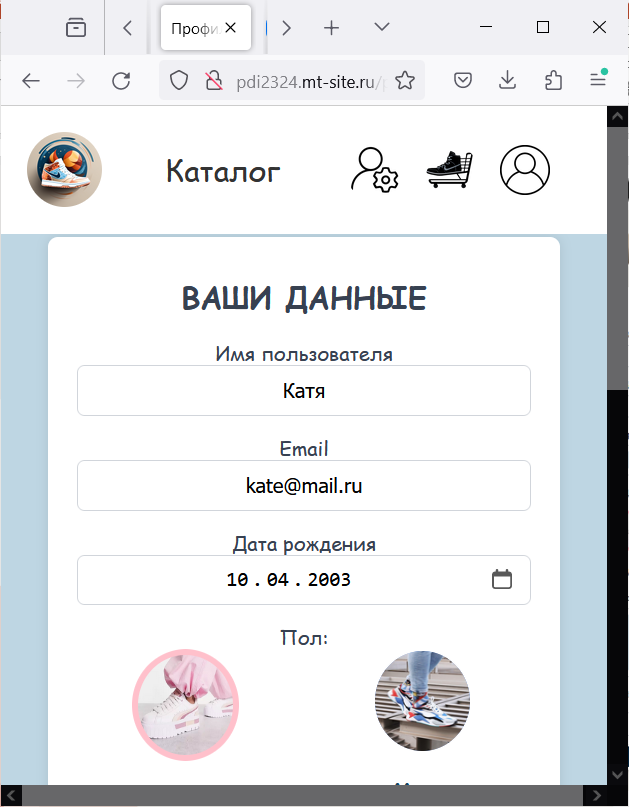 Профи
pdi2324.mt-site.ru/
Каталог
ВАШИ ДАННЫЕ
Имя пользователя
Катя
Email
kate@mail.ru
Дата рождения
10.04.2003
Пол: